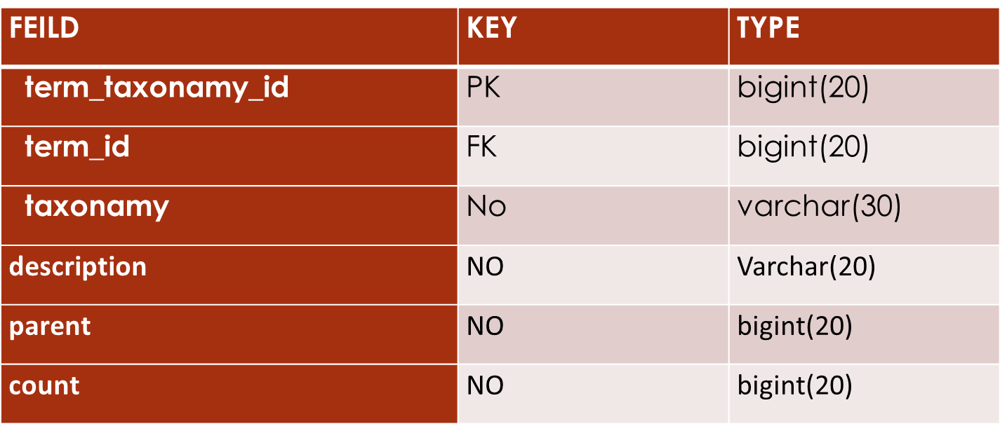 FEILD KEY TYPE
term_taxonamy_id PK bigint(20)
term_id FK bigint(20)
taxonamy No varchar(30)
description NO Varchar(20)
parent NO bigint(20)
count NO bigint(20)